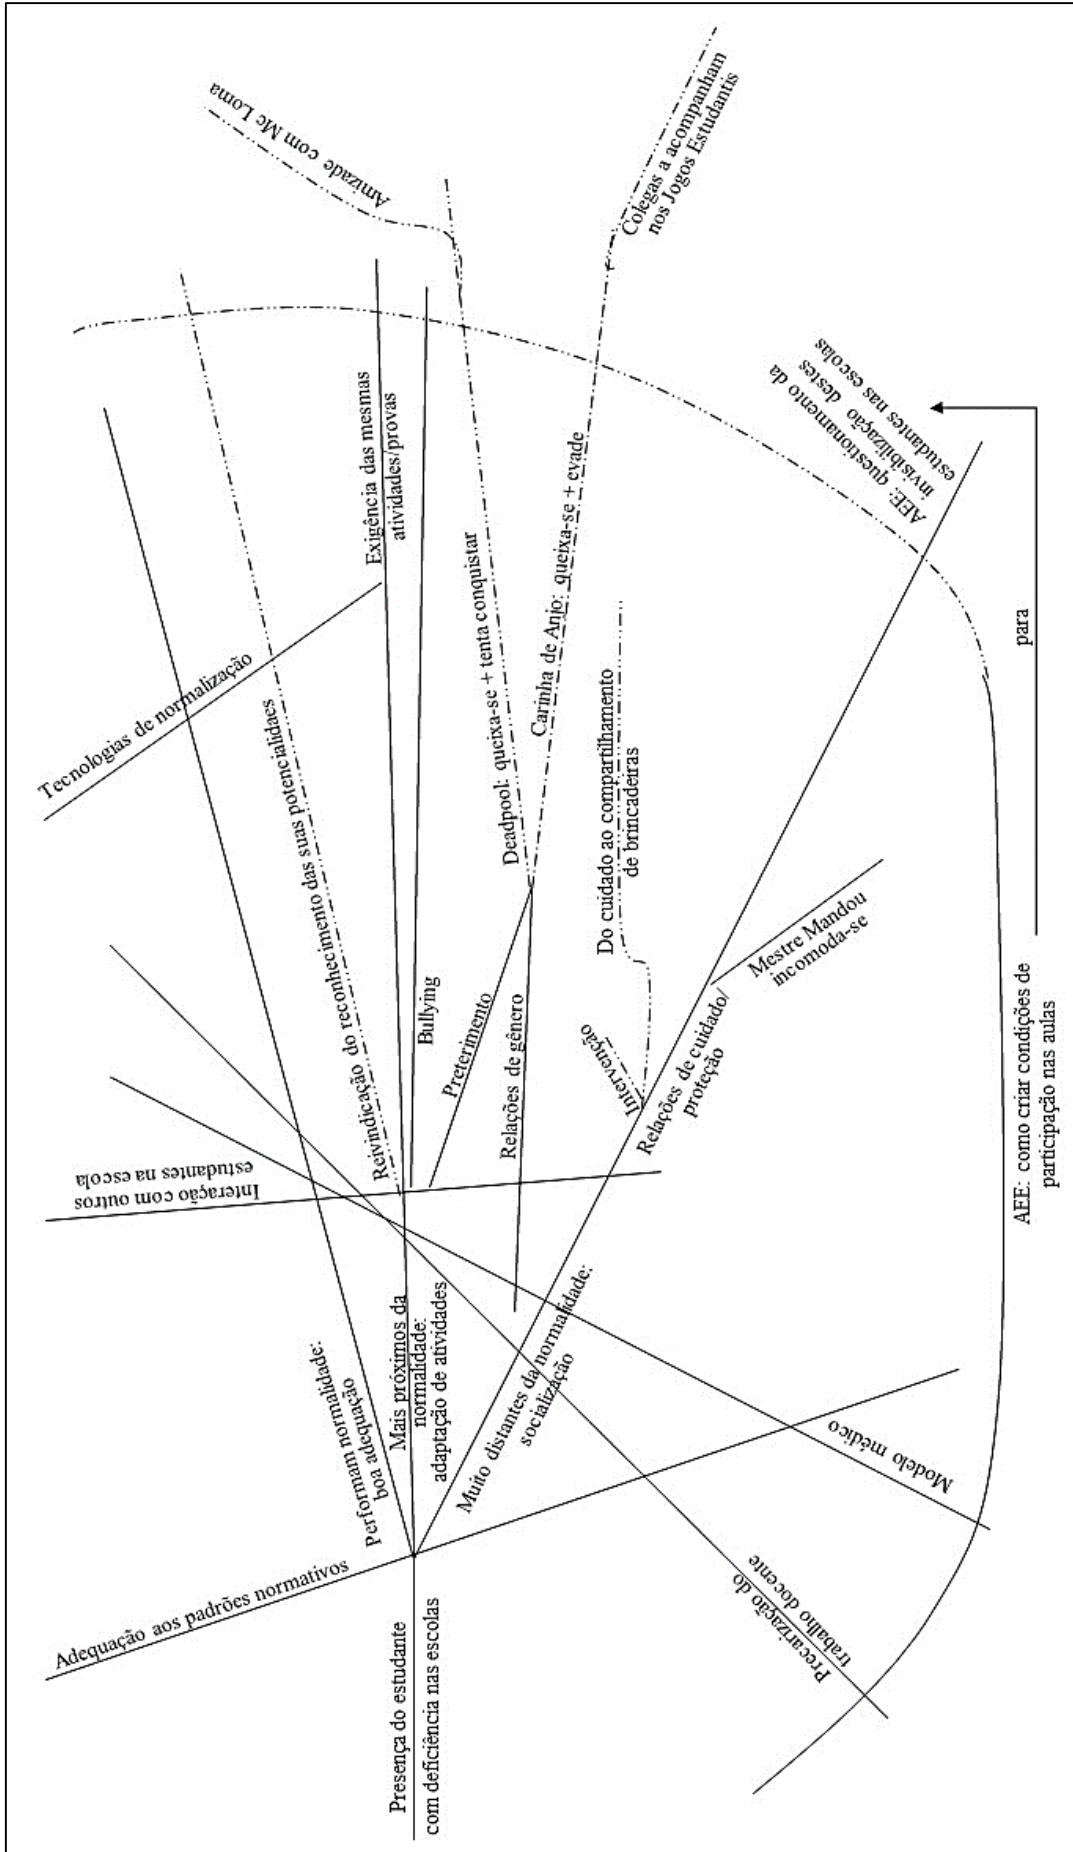 Amizade com Mc Loma
Colegas a acompanham
nos Jogos Estudantis
Exigência das mesmas
atividades/provas
AEE: questionamento da
invisibilização destes
estudantes nas escolas
Tecnologias de normalização
Reivindicação do reconhecimento das suas potencialidaes
Deadpool: queixa-se + tenta conquistar
Carinha de Anjo: queixa-se + evade
para
Do cuidado ao compartilhamento
de brincadeiras
Bullying
Preterimento
Relações de gênero
Intervenção
Relações de cuidado/
proteção
Mestre Mandou
incomoda-se
AEE: como criar condições de
participação nas aulas
Interação com outros
estudantes na escola
Performam normalidade:
boa adequação
Mais próximos da
normalidade:
adaptação de atividades
Muito distantes da normalidade:
socialização
Modelo médico
Precarização do
trabalho docente
Adequação aos padrões normativos
Presença do estudante
com deficiência nas escolas